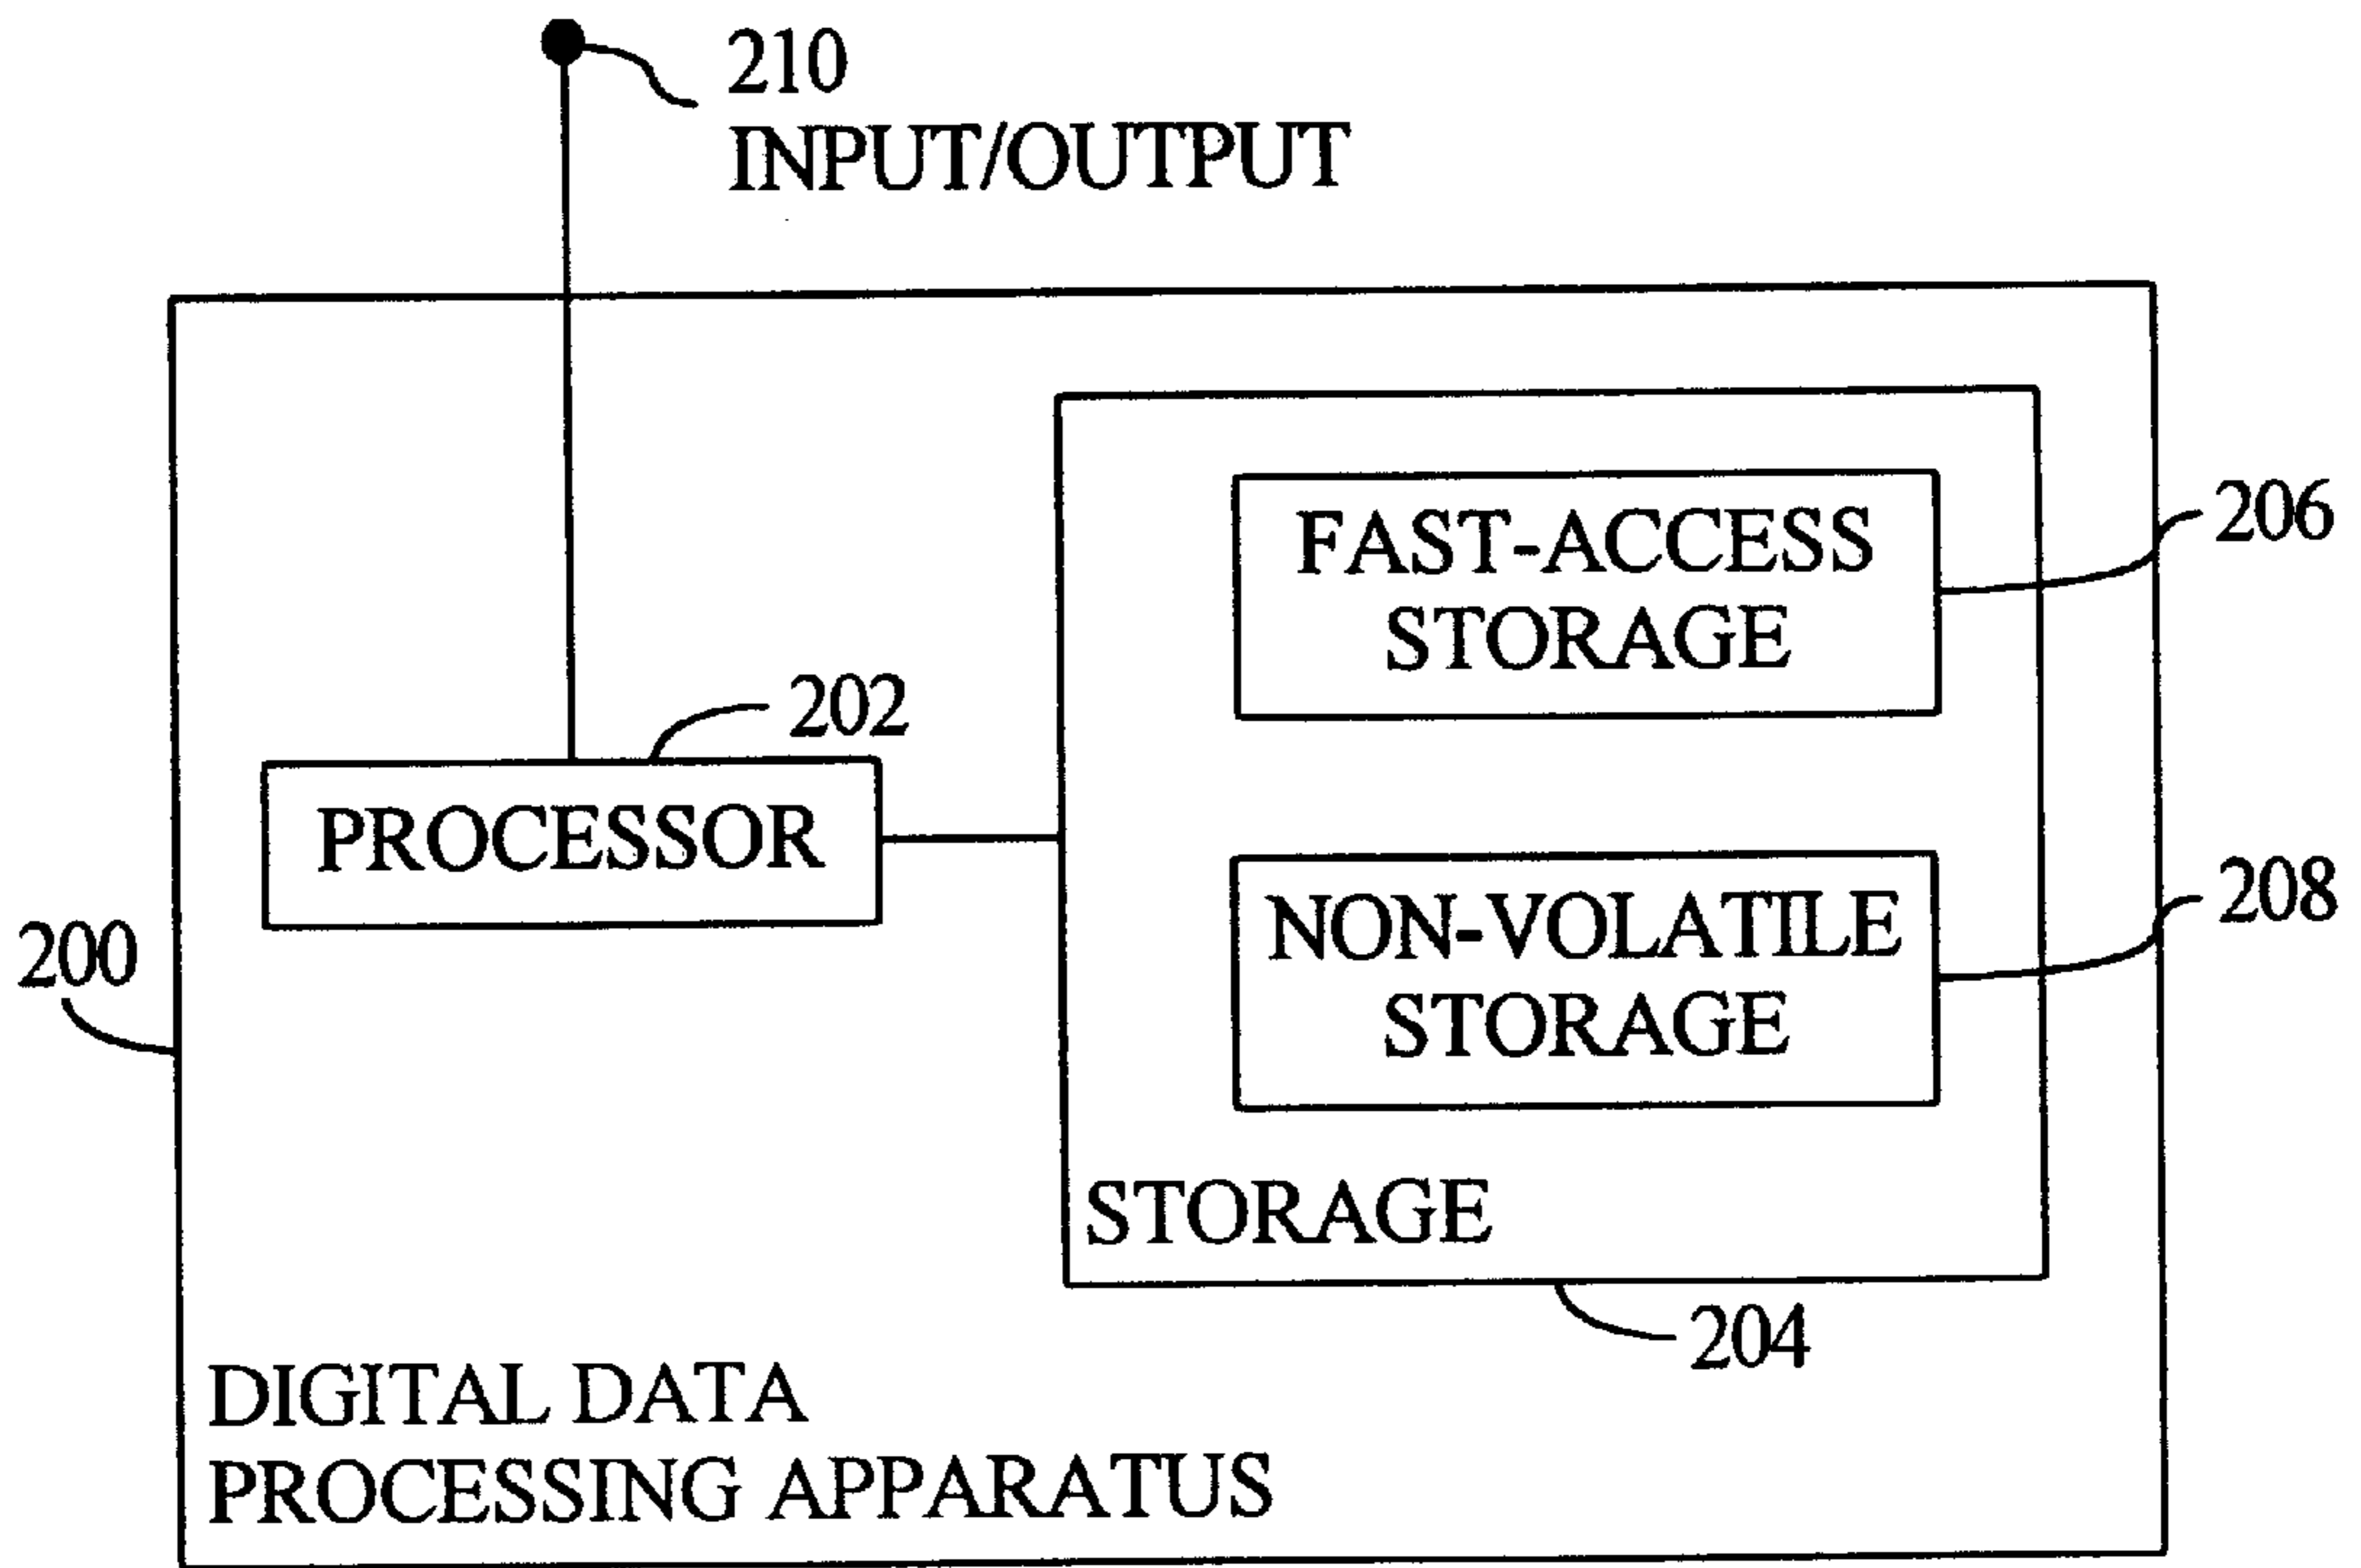 210
INPUT/OUTPUT
206
FAST-ACCESS
STORAGE
202
PROCESSOR
208
NON-VOLATILE
STORAGE
200
STORAGE
204
DIGITAL DATA
PROCESSING APPARATUS